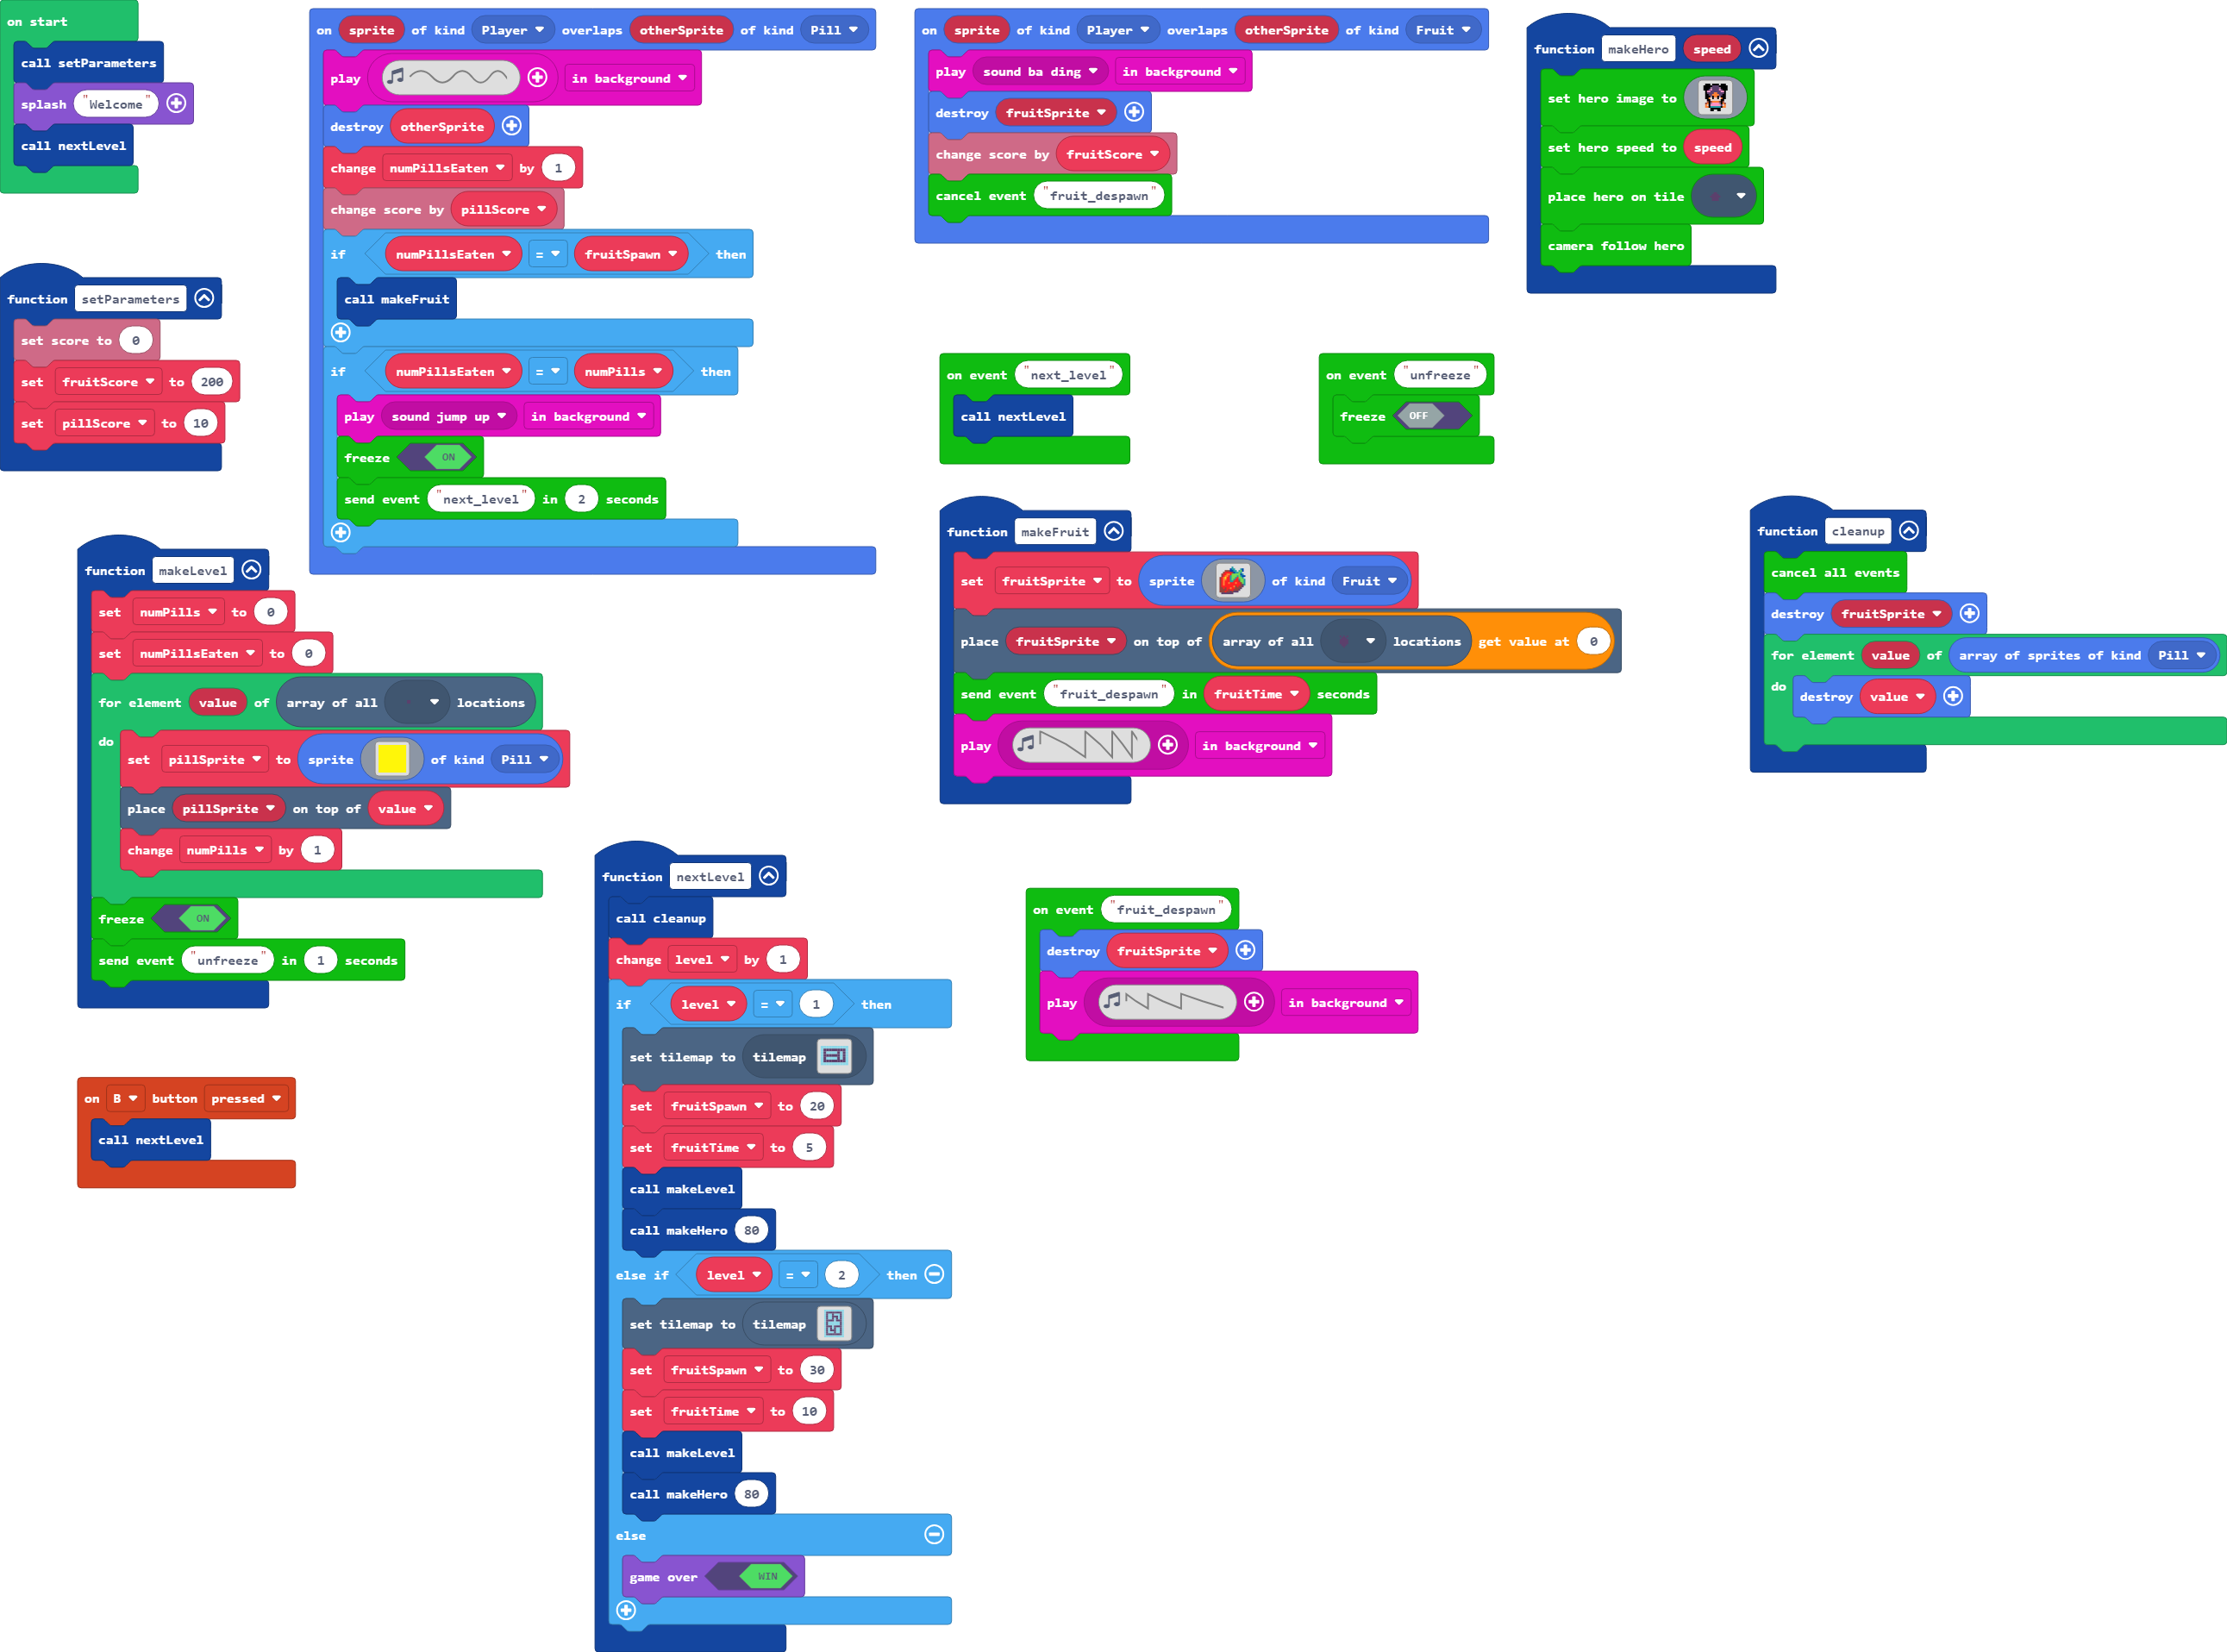 on start
call setParameters
splash "Welcome"
call nextLevel
function setParameters
set score to 0
set fruitScore to 200
set pillScore to 10
function makeLevel
set numPills to 0
set numPillsEaten to 0
for element value of array of all locations
do
set pillSprite to sprite of kind Pill
place pillSprite on top of value
change numPills by 1
freeze ON
send event "unfreeze" in 1 seconds
on B button pressed
call nextLevel
on sprite of kind Player overlaps otherSprite of kind Pill
play in background
destroy otherSprite
change numPillsEaten by 1
change score by pillScore
if numPillsEaten = fruitSpawn then
call makeFruit
if numPillsEaten = numPills then
play sound jump up in background
freeze ON
send event "next_level" in 2 seconds
function nextLevel
call cleanup
change level by 1
if level = 1 then
set tilemap to tilemap
set fruitSpawn to 20
set fruitTime to 5
call makeLevel
call makeHero 80
else if level = 2 then
set tilemap to tilemap
set fruitSpawn to 30
set fruitTime to 10
call makeLevel
call makeHero 80
else
game over WIN
on sprite of kind Player overlaps otherSprite of kind Fruit
play sound ba ding in background
destroy fruitSprite
change score by fruitScore
cancel event "fruit_despawn"
on event "next_level"
call nextLevel
on event "unfreeze"
freeze OFF
function makeFruit
set fruitSprite to sprite of kind Fruit
place fruitSprite on top of array of all locations get value at 0
send event "fruit_despawn" in fruitTime seconds
play in background
on event "fruit_despawn"
destroy fruitSprite
play in background
function makeHero speed
set hero image to
set hero speed to speed
place hero on tile
camera follow hero
function cleanup
cancel all events
destroy fruitSprite
for element value of array of sprites of kind Pill
do destroy value